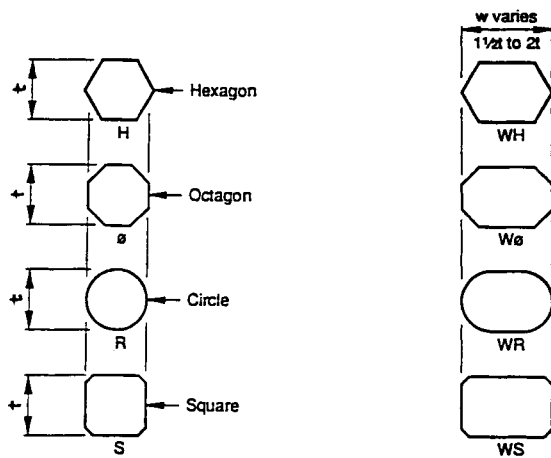 w varies
1½t to 2t
t
Hexagon
H
WH
t
Octagon
ø
Wø
t
Circle
R
WR
t
Square
S
WS